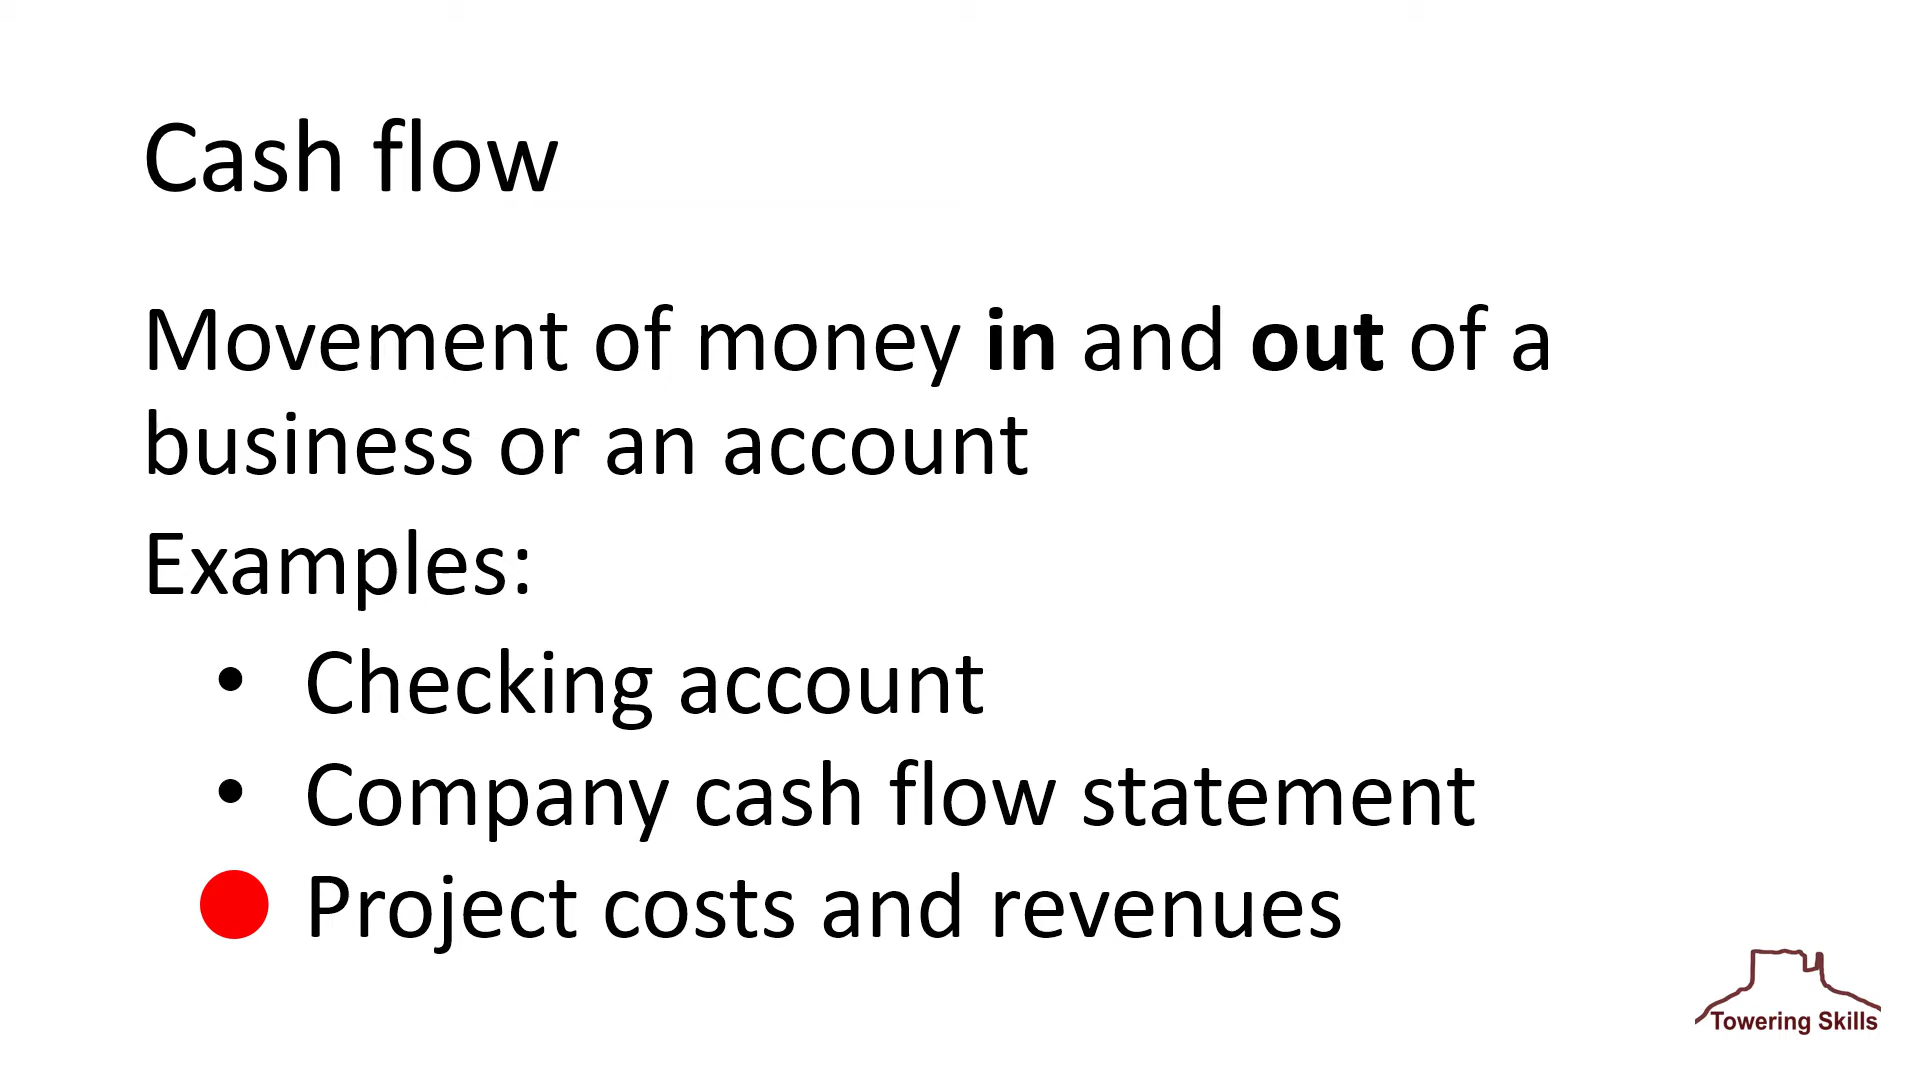 Cash flow
Movement of money in and out of a
business or an account
Examples:
• Checking account
• Company cash flow statement
Project costs and revenues
Towering Skills